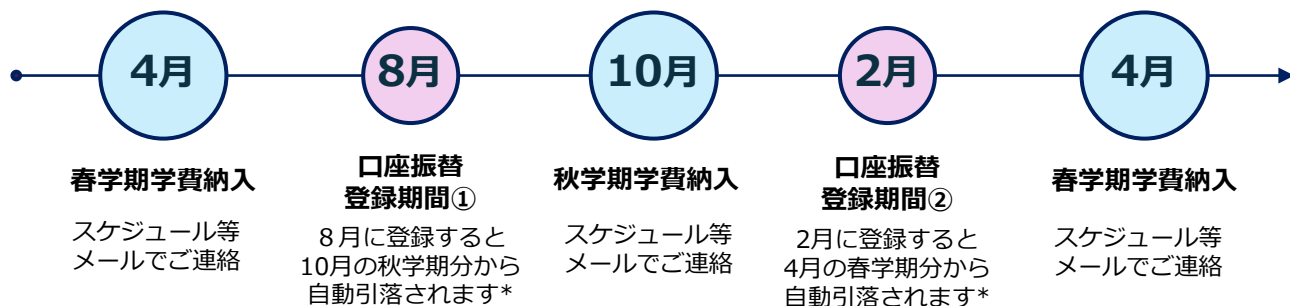 4月
春学期学費納入
スケジュール等
メールでご連絡
8月
口座振替
登録期間①
８月に登録すると
10月の秋学期分から
自動引落されます*
10月
秋学期学費納入
スケジュール等
メールでご連絡
2月
口座振替
登録期間②
2月に登録すると
4月の春学期分から
自動引落されます*
4月
春学期学費納入
スケジュール等
メールでご連絡